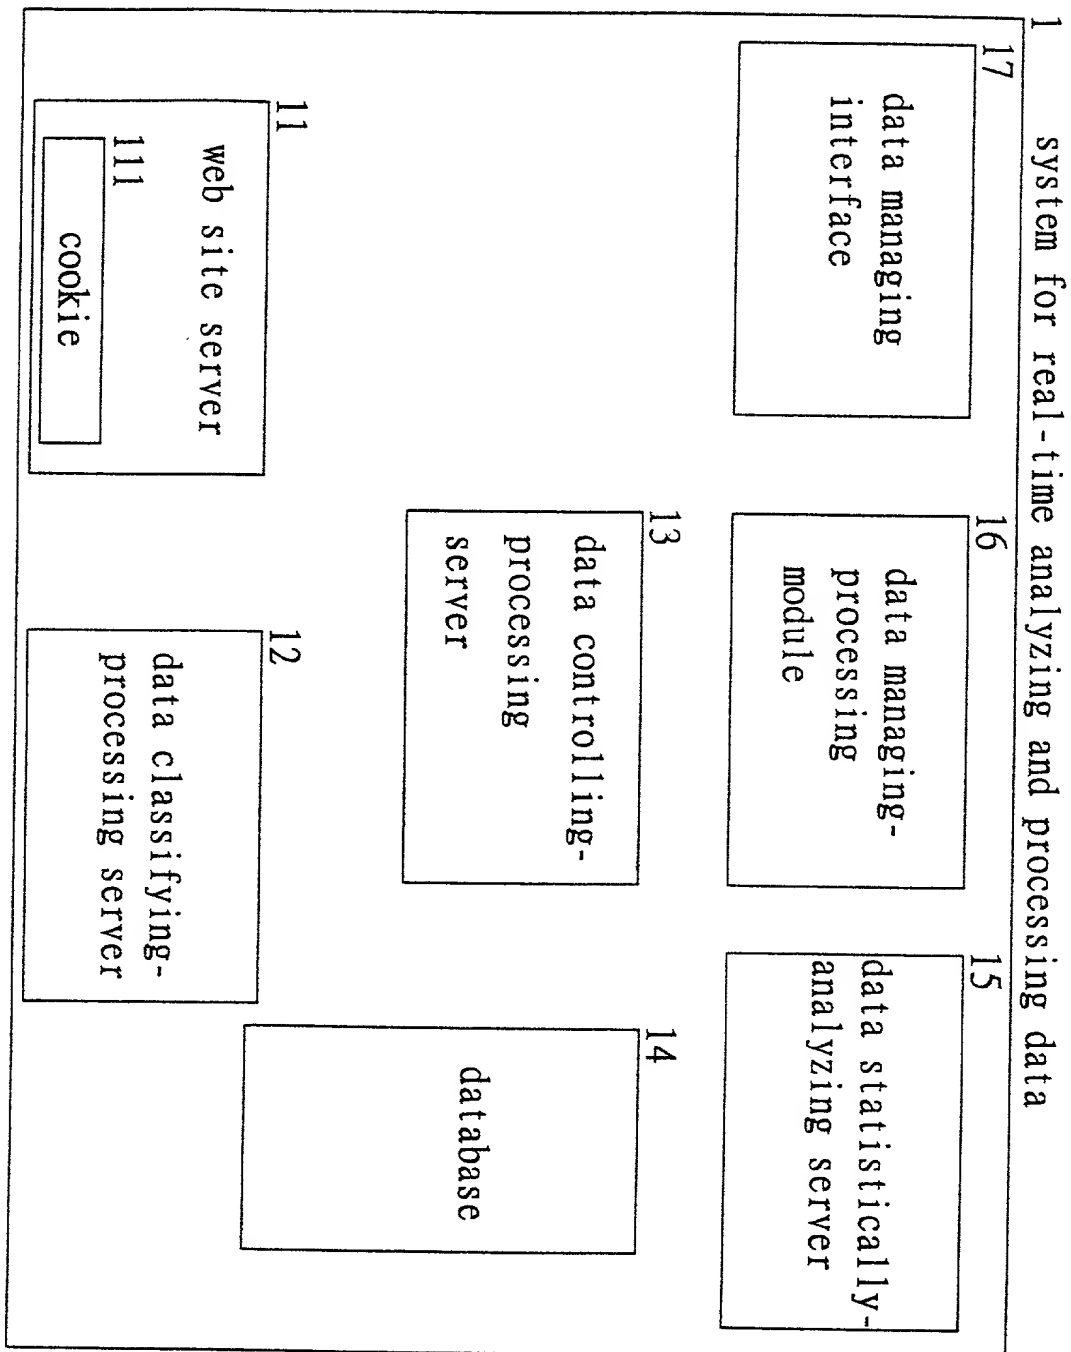 1
system for real-time analyzing and processing data
17
data managing
interface
16
data managing-
processing
module
15
data statistically-
analyzing server
13
data controlling-
processing
server
14
database
11
web site server
111
cookie
12
data classifying-
processing server